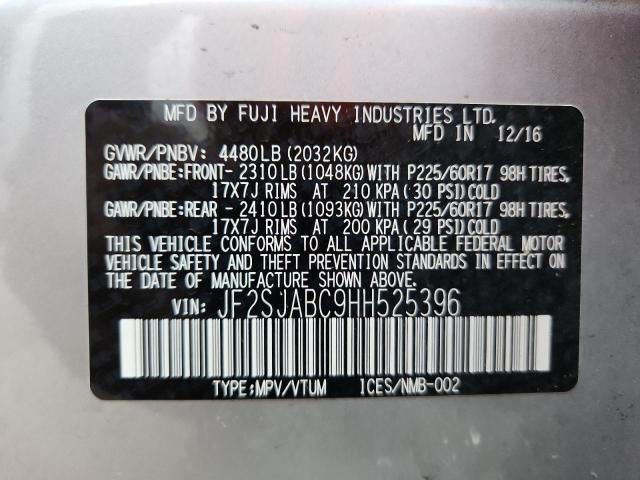 MFD BY FUJI HEAVY INDUSTRIES LTD.
MFD IN 12/16
GVWR/PNBV: 4480LB(2032KG)
GAWR/PNBE:FRONT- 2310LB(1048KG)WITH P225/60R17 98H TIRES,
17X7J RIMS AT 210 KPA(30 PSI)COLD
GAWR/PNBE:REAR - 2410LB(1093KG)WITH P225/60R17 98H TIRES,
17X7J RIMS AT 200 KPA(29 PSI)COLD
THIS VEHICLE CONFORMS TO ALL APPLICABLE FEDERAL MOTOR
VEHICLE SAFETY AND THEFT PREVENTION STANDARDS IN EFFECT
ON THE DATE OF MANUFACTURE SHOWN ABOVE.
VIN: JF2SJABC9HH525396
TYPE:MPV/VTUM ICES/NMB-002